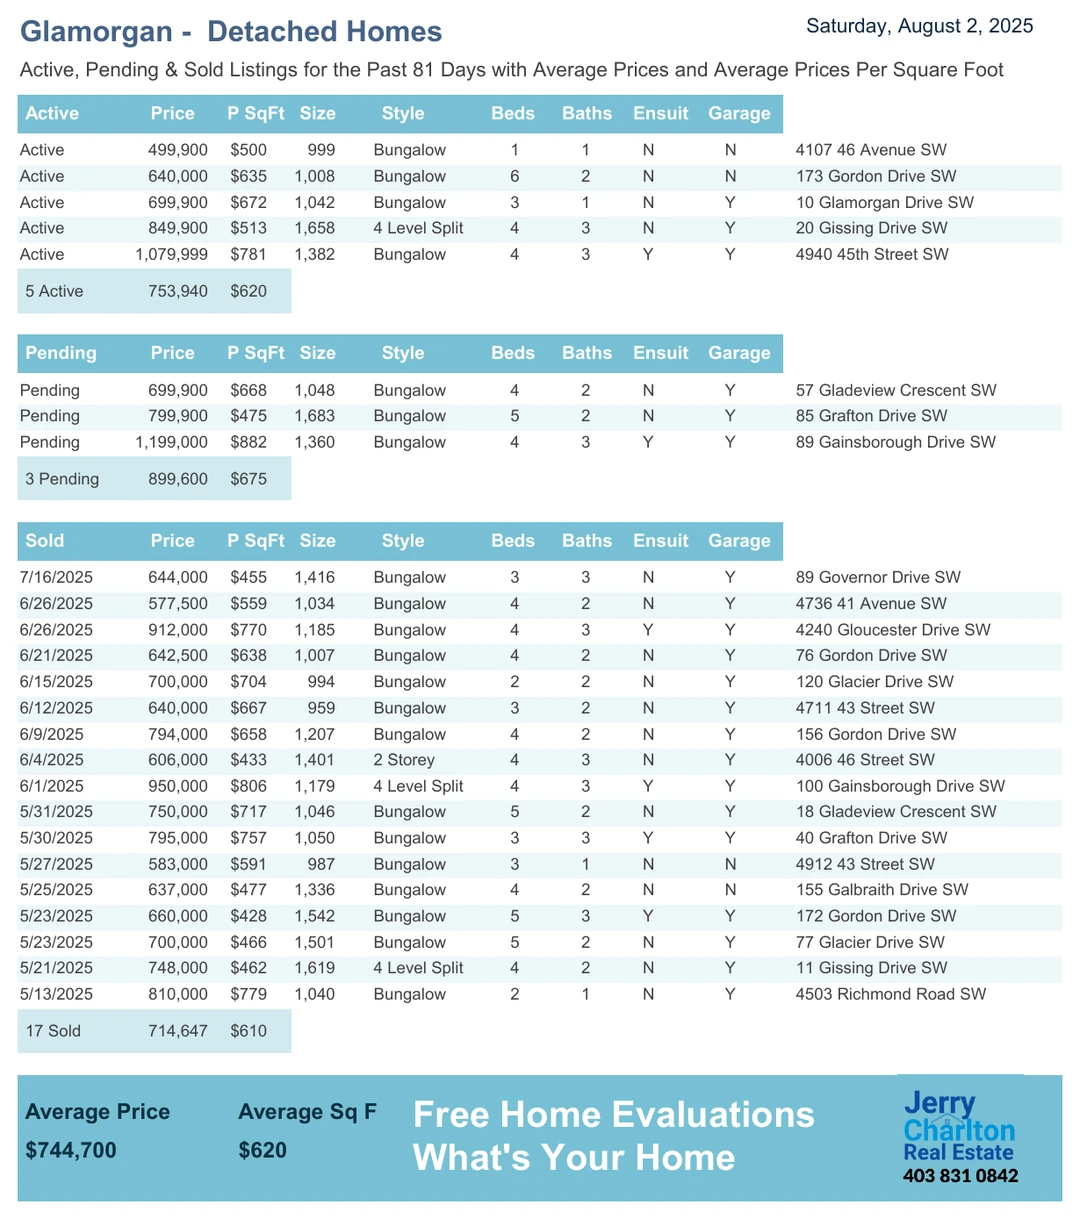 Glamorgan - Detached Homes
Saturday, August 2, 2025
Active, Pending & Sold Listings for the Past 81 Days with Average Prices and Average Prices Per Square Foot
Active Price P SqFt Size Style Beds Baths Ensuit Garage
Active 499,900 $500 999 Bungalow 1 1 N N 4107 46 Avenue SW
Active 640,000 $635 1,008 Bungalow 6 2 N N 173 Gordon Drive SW
Active 699,900 $672 1,042 Bungalow 3 1 N Y 10 Glamorgan Drive SW
Active 849,900 $513 1,658 4 Level Split 4 3 N Y 20 Gissing Drive SW
Active 1,079,999 $781 1,382 Bungalow 4 3 Y Y 4940 45th Street SW
5 Active 753,940 $620
Pending Price P SqFt Size Style Beds Baths Ensuit Garage
Pending 699,900 $668 1,048 Bungalow 4 2 N Y 57 Gladeview Crescent SW
Pending 799,900 $475 1,683 Bungalow 5 2 N Y 85 Grafton Drive SW
Pending 1,199,000 $882 1,360 Bungalow 4 3 Y Y 89 Gainsborough Drive SW
3 Pending 899,600 $675
Sold Price P SqFt Size Style Beds Baths Ensuit Garage
7/16/2025 644,000 $455 1,416 Bungalow 3 3 N Y 89 Governor Drive SW
6/26/2025 577,500 $559 1,034 Bungalow 4 2 N Y 4736 41 Avenue SW
6/26/2025 912,000 $770 1,185 Bungalow 4 3 Y Y 4240 Gloucester Drive SW
6/21/2025 642,500 $638 1,007 Bungalow 4 2 N Y 76 Gordon Drive SW
6/15/2025 700,000 $704 994 Bungalow 2 2 N Y 120 Glacier Drive SW
6/12/2025 640,000 $667 959 Bungalow 3 2 N Y 4711 43 Street SW
6/9/2025 794,000 $658 1,207 Bungalow 4 2 N Y 156 Gordon Drive SW
6/4/2025 606,000 $433 1,401 2 Storey 4 3 N Y 4006 46 Street SW
6/1/2025 950,000 $806 1,179 4 Level Split 4 3 Y Y 100 Gainsborough Drive SW
5/31/2025 750,000 $717 1,046 Bungalow 5 2 N Y 18 Gladeview Crescent SW
5/30/2025 795,000 $757 1,050 Bungalow 3 3 Y Y 40 Grafton Drive SW
5/27/2025 583,000 $591 987 Bungalow 3 1 N N 4912 43 Street SW
5/25/2025 637,000 $477 1,336 Bungalow 4 2 N N 155 Galbraith Drive SW
5/23/2025 660,000 $428 1,542 Bungalow 5 3 Y Y 172 Gordon Drive SW
5/23/2025 700,000 $466 1,501 Bungalow 5 2 N Y 77 Glacier Drive SW
5/21/2025 748,000 $462 1,619 4 Level Split 4 2 N Y 11 Gissing Drive SW
5/13/2025 810,000 $779 1,040 Bungalow 2 1 N Y 4503 Richmond Road SW
17 Sold 714,647 $610
Average Price Average Sq F
$744,700 $620
Free Home Evaluations
What's Your Home
Jerry
Charlton
Real Estate
403 831 0842